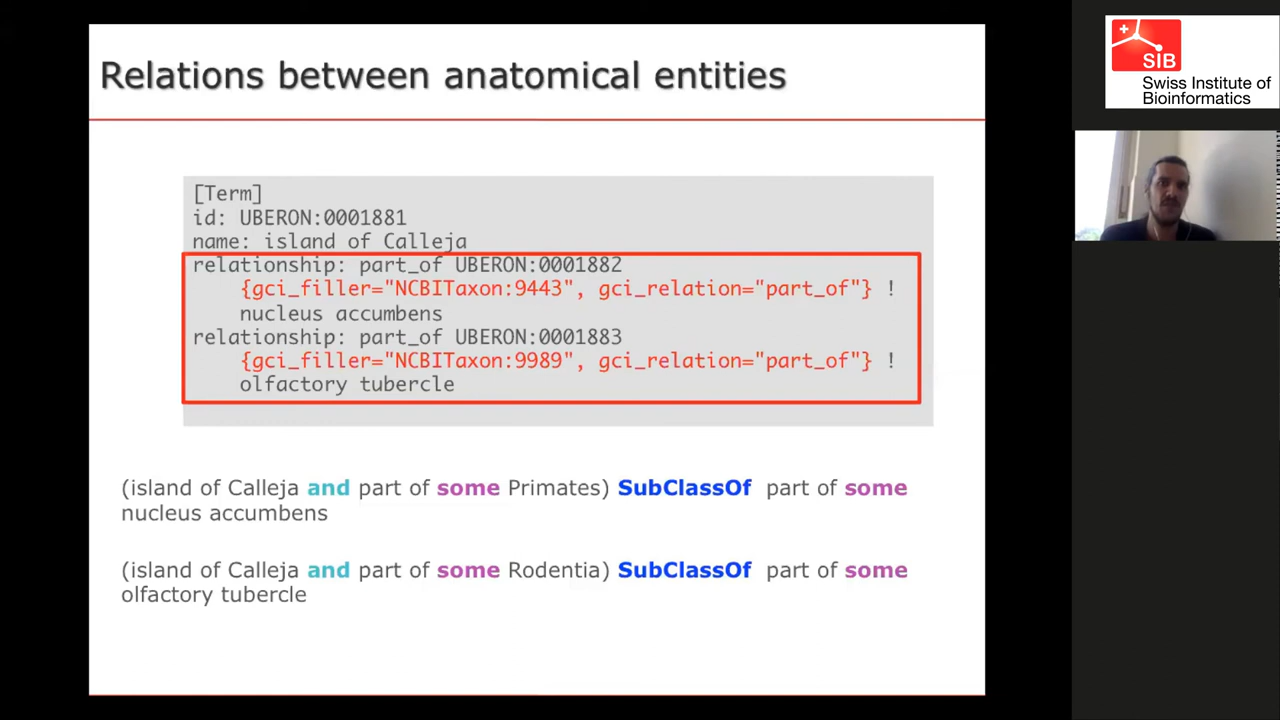 Relations between anatomical entities
[Term]
id: UBERON:0001881
name: island of Calleja
relationship: part_of UBERON:0001882
{gci_filler="NCBITaxon:9443", gci_relation="part_of"} !
nucleus accumbens
relationship: part_of UBERON:0001883
{gci_filler="NCBITaxon:9989", gci_relation="part_of"} !
olfactory tubercle
(island of Calleja and part of some Primates) SubClassOf part of some
nucleus accumbens
(island of Calleja and part of some Rodentia) SubClassOf part of some
olfactory tubercle
SIB
Swiss Institute of
Bioinformatics